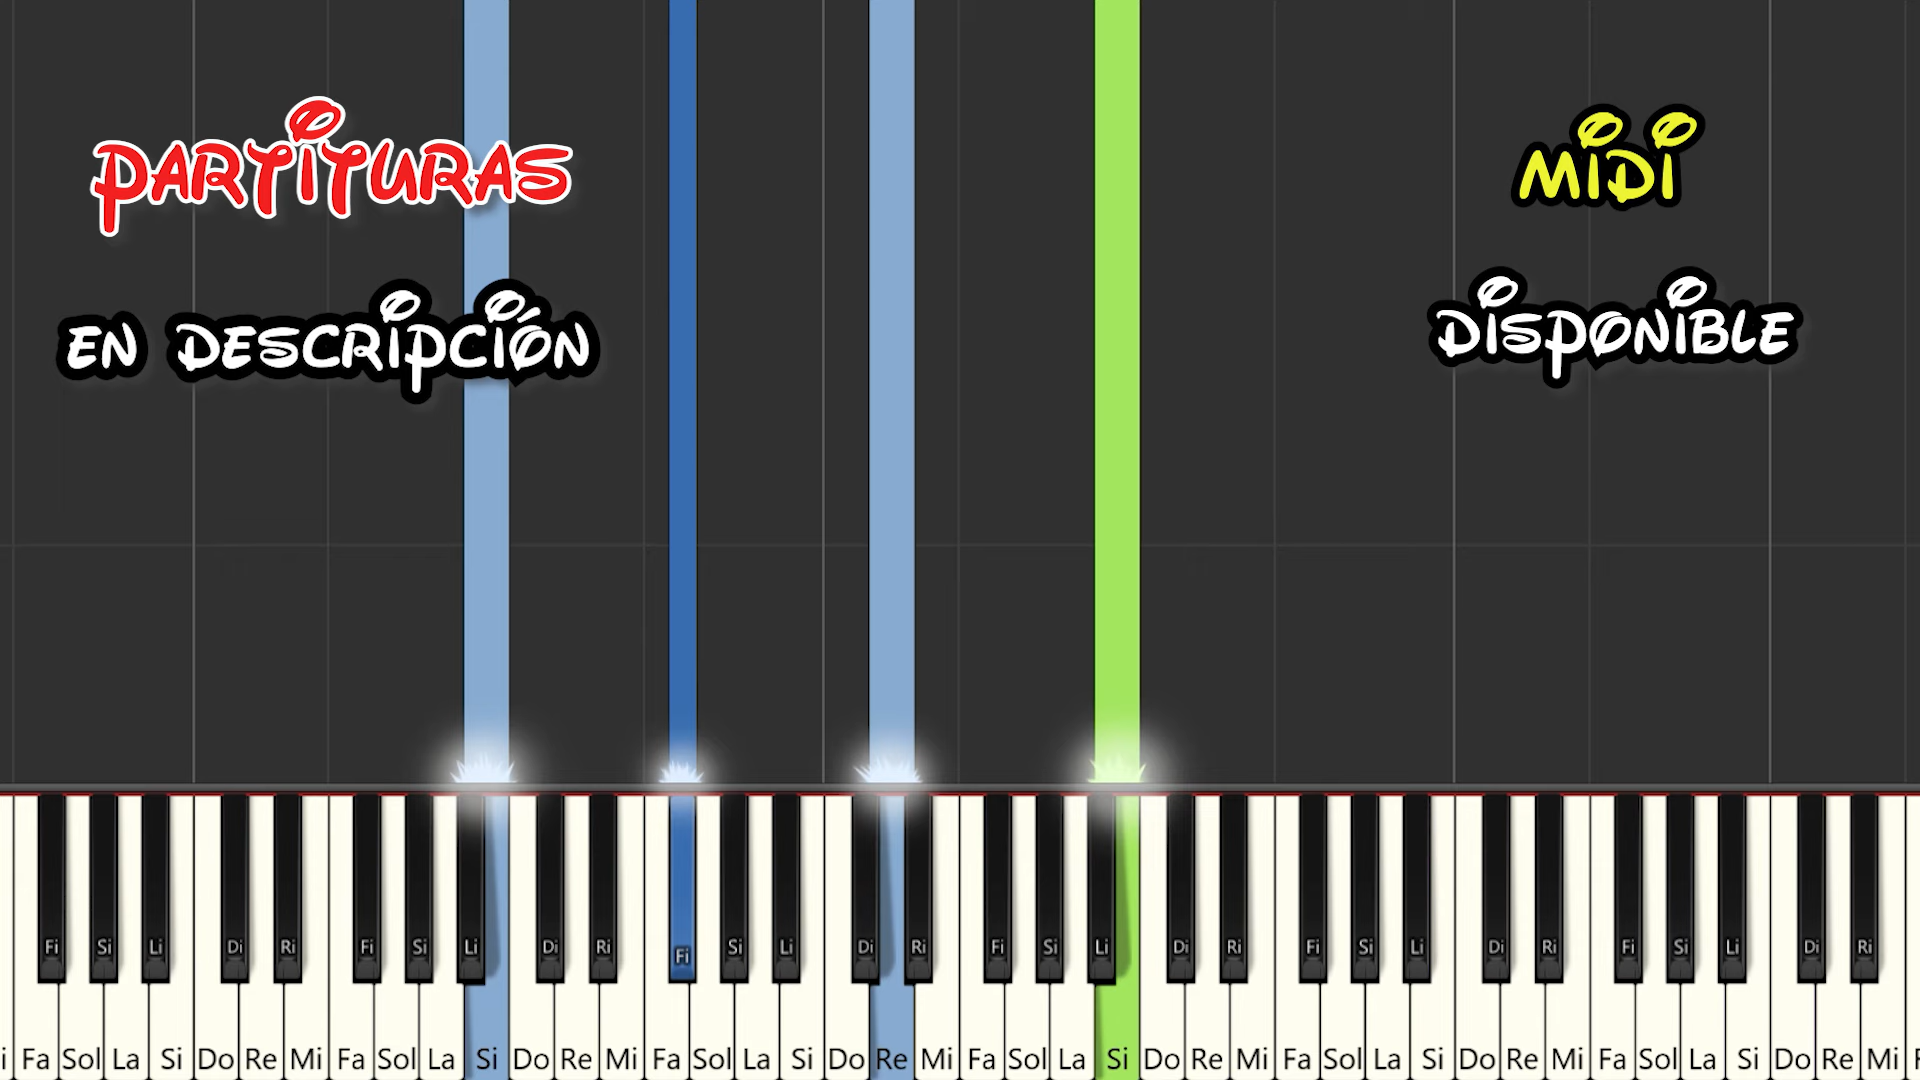 PARTITURAS
EN DESCRIPCIÓN
MIDI
DISPONIBLE
Fi Si Li Di Ri Fi Si Li Di Ri Fi Si Li Di Ri Fi Si Li Di Ri Fi Si Li Di Ri Fi Si Li Di Ri
Fa Sol La Si Do Re Mi Fa Sol La Si Do Re Mi Fa Sol La Si Do Re Mi Fa Sol La Si Do Re Mi Fa Sol La Si Do Re Mi Fa Sol La Si Do Re Mi